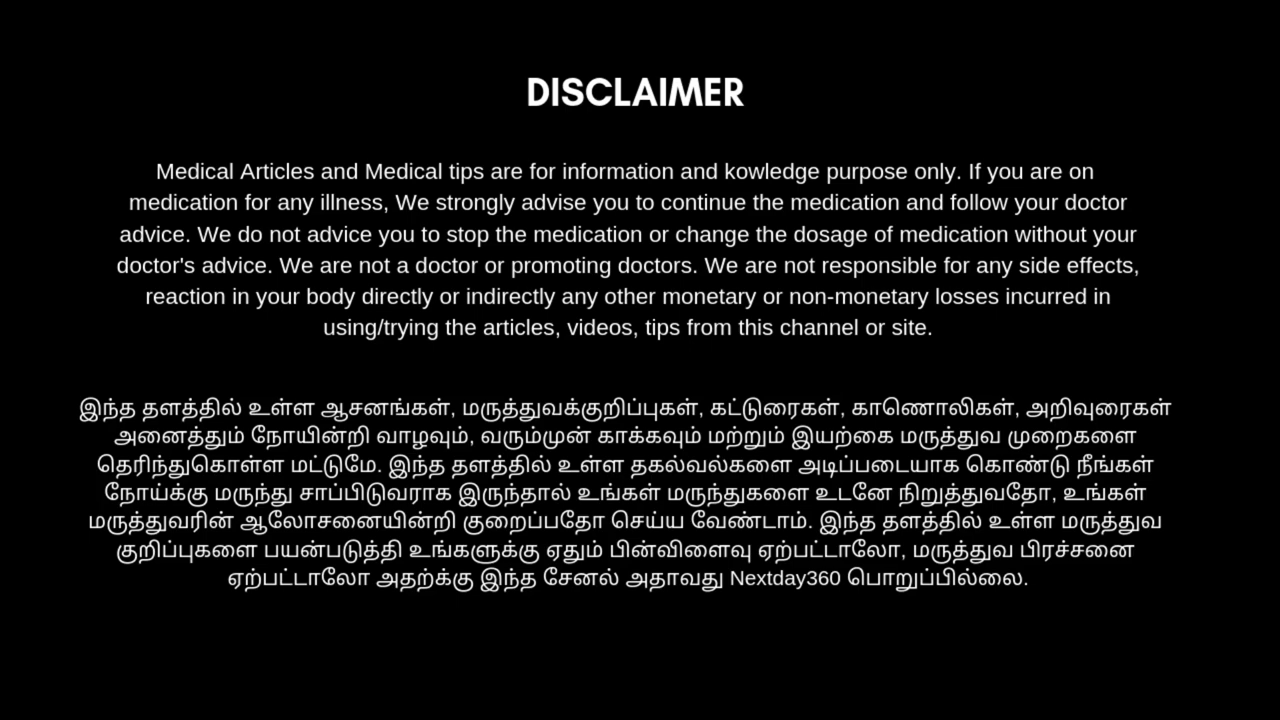 DISCLAIMER
Medical Articles and Medical tips are for information and kowledge purpose only. If you are on
medication for any illness, We strongly advise you to continue the medication and follow your doctor
advice. We do not advice you to stop the medication or change the dosage of medication without your
doctor's advice. We are not a doctor or promoting doctors. We are not responsible for any side effects,
reaction in your body directly or indirectly any other monetary or non-monetary losses incurred in
using/trying the articles, videos, tips from this channel or site.
இந்த தளத்தில் உள்ள ஆசனங்கள், மருத்துவக்குறிப்புகள், கட்டுரைகள், காணொலிகள், அறிவுரைகள்
அனைத்தும் நோயின்றி வாழவும், வரும்முன் காக்கவும் மற்றும் இயற்கை மருத்துவ முறைகளை
தெரிந்துகொள்ள மட்டுமே. இந்த தளத்தில் உள்ள தகல்வல்களை அடிப்படையாக கொண்டு நீங்கள்
நோய்க்கு மருந்து சாப்பிடுவராக இருந்தால் உங்கள் மருந்துகளை உடனே நிறுத்துவதோ, உங்கள்
மருத்துவரின் ஆலோசனையின்றி குறைப்பதோ செய்ய வேண்டாம். இந்த தளத்தில் உள்ள மருத்துவ
குறிப்புகளை பயன்படுத்தி உங்களுக்கு ஏதும் பின்விளைவு ஏற்பட்டாலோ, மருத்துவ பிரச்சனை
ஏற்பட்டாலோ அதற்க்கு இந்த சேனல் அதாவது Nextday360 பொறுப்பில்லை.